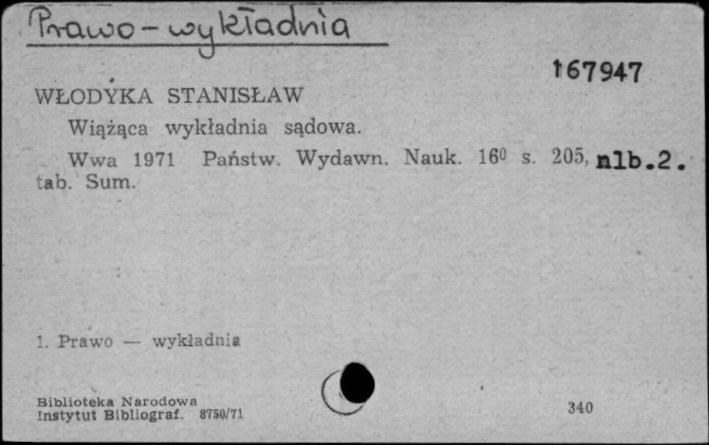 Prawo - wykładnia
167947
WŁODYKA STANISŁAW
Wiążąca wykładnia sądowa.
Wwa 1971 Państw. Wydawn. Nauk. 16⁰ s. 205, nlb.2.
tab. Sum.
1. Prawo — wykładnia
Biblioteka Narodowa
Instytut Bibliograf. 8750/71
340